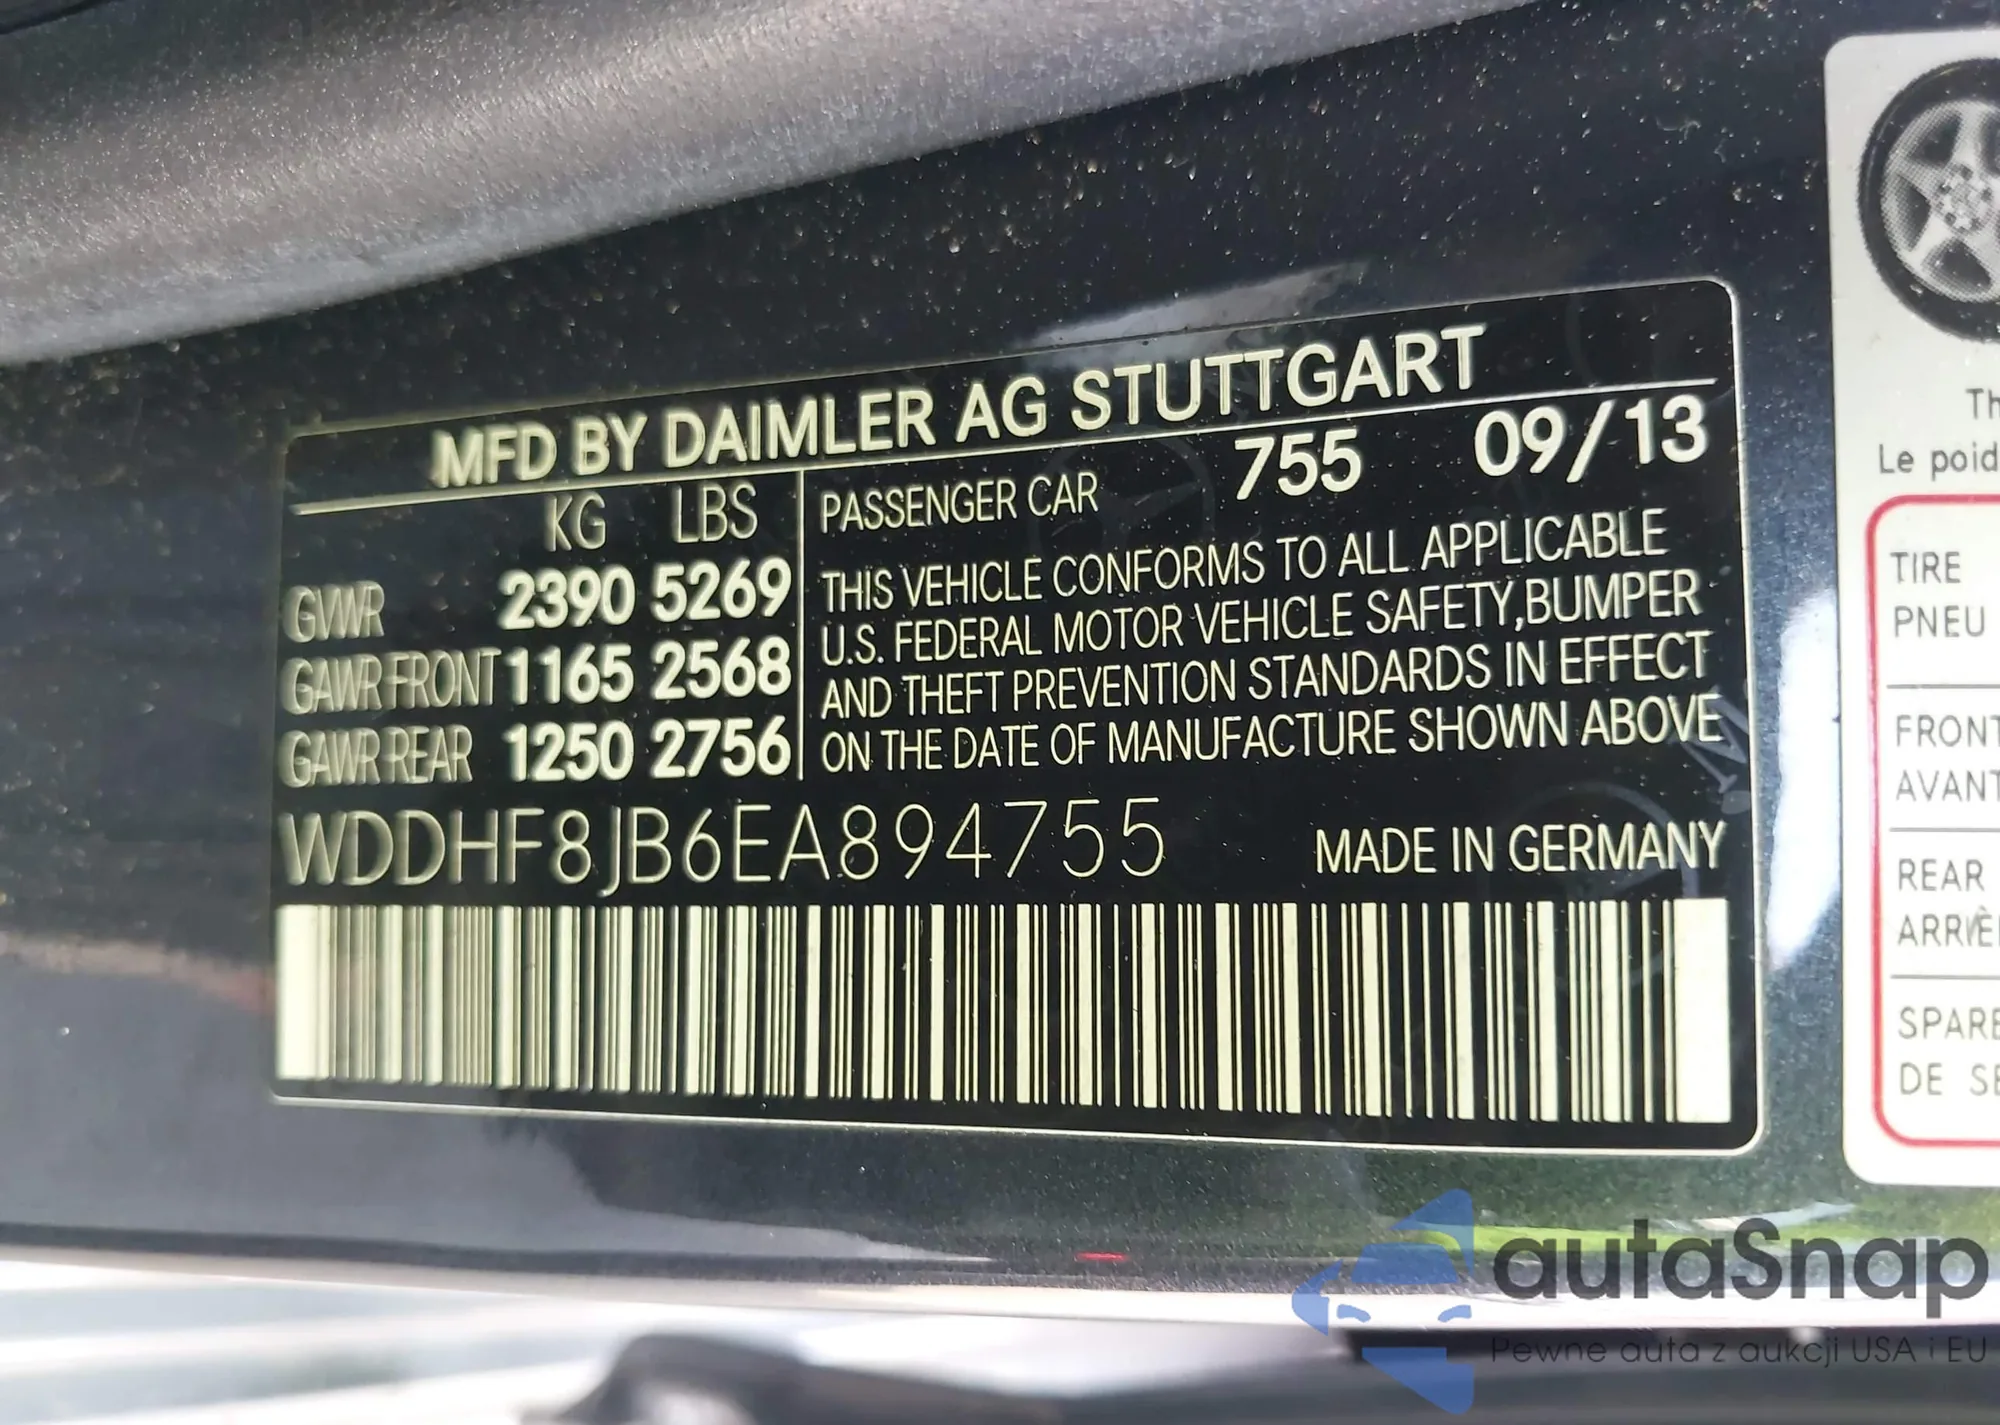 MFD BY DAIMLER AG STUTTGART
KG LBS
GVWR 2390 5269
GAWR FRONT 1165 2568
GAWR REAR 1250 2756
PASSENGER CAR 755 09/13
THIS VEHICLE CONFORMS TO ALL APPLICABLE
U.S. FEDERAL MOTOR VEHICLE SAFETY,BUMPER
AND THEFT PREVENTION STANDARDS IN EFFECT
ON THE DATE OF MANUFACTURE SHOWN ABOVE
WDDHF8JB6EA894755 MADE IN GERMANY
Th
Le poid
TIRE
PNEU
FRONT
AVANT
REAR
ARRIÈ
SPARE
DE SE
autaSnap
Pewne auta z aukcji USA i EU